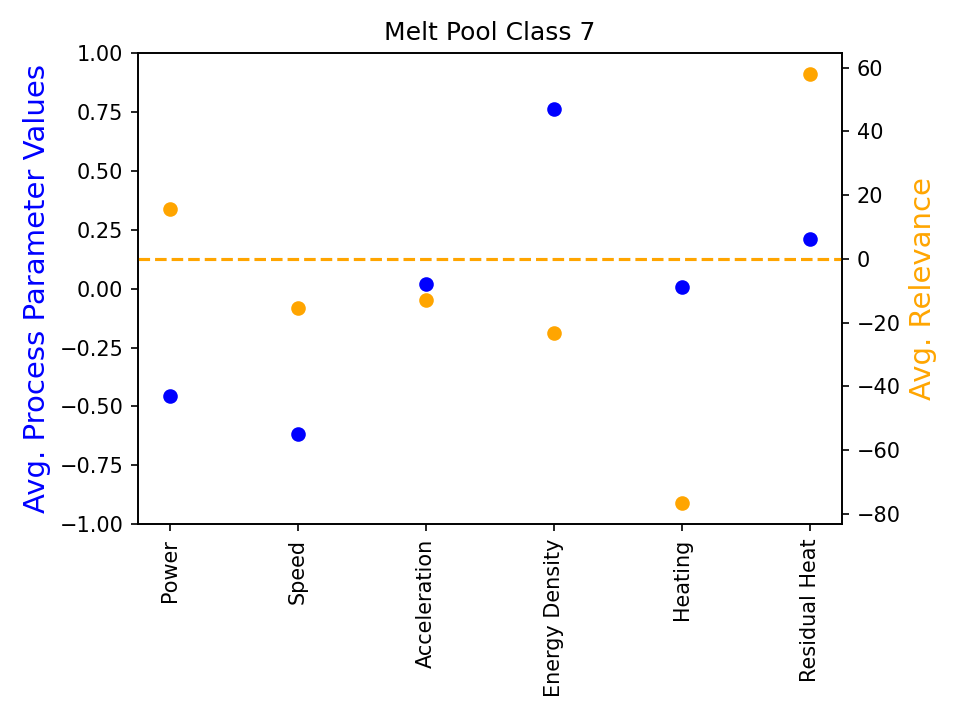 Melt Pool Class 7
Avg. Process Parameter Values
1.00
0.75
0.50
0.25
0.00
−0.25
−0.50
−0.75
−1.00
60
40
20
0
−20
−40
−60
−80
Avg. Relevance
Power
Speed
Acceleration
Energy Density
Heating
Residual Heat